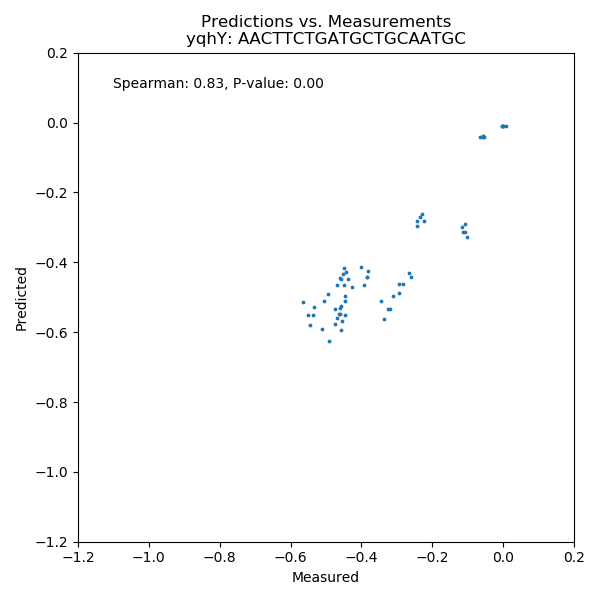 Predictions vs. Measurements
yqhY: AACTTCTGATGCTGCAATGC
0.2
Spearman: 0.83, P-value: 0.00
0.0
−0.2
−0.4
Predicted
−0.6
−0.8
−1.0
−1.2
−1.2 −1.0 −0.8 −0.6 −0.4 −0.2 0.0 0.2
Measured